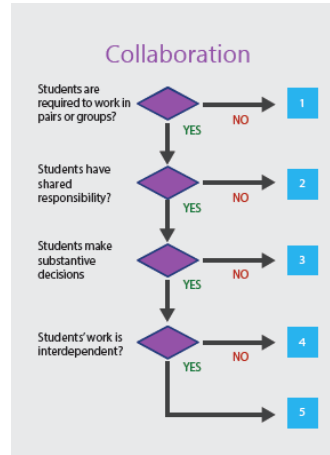 Collaboration
Students are
required to work in
pairs or groups?
1
YES
NO
Students have
shared
responsibility?
2
YES
NO
Students make
substantive
decisions
3
YES
NO
Students' work is
interdependent?
4
YES
NO
5